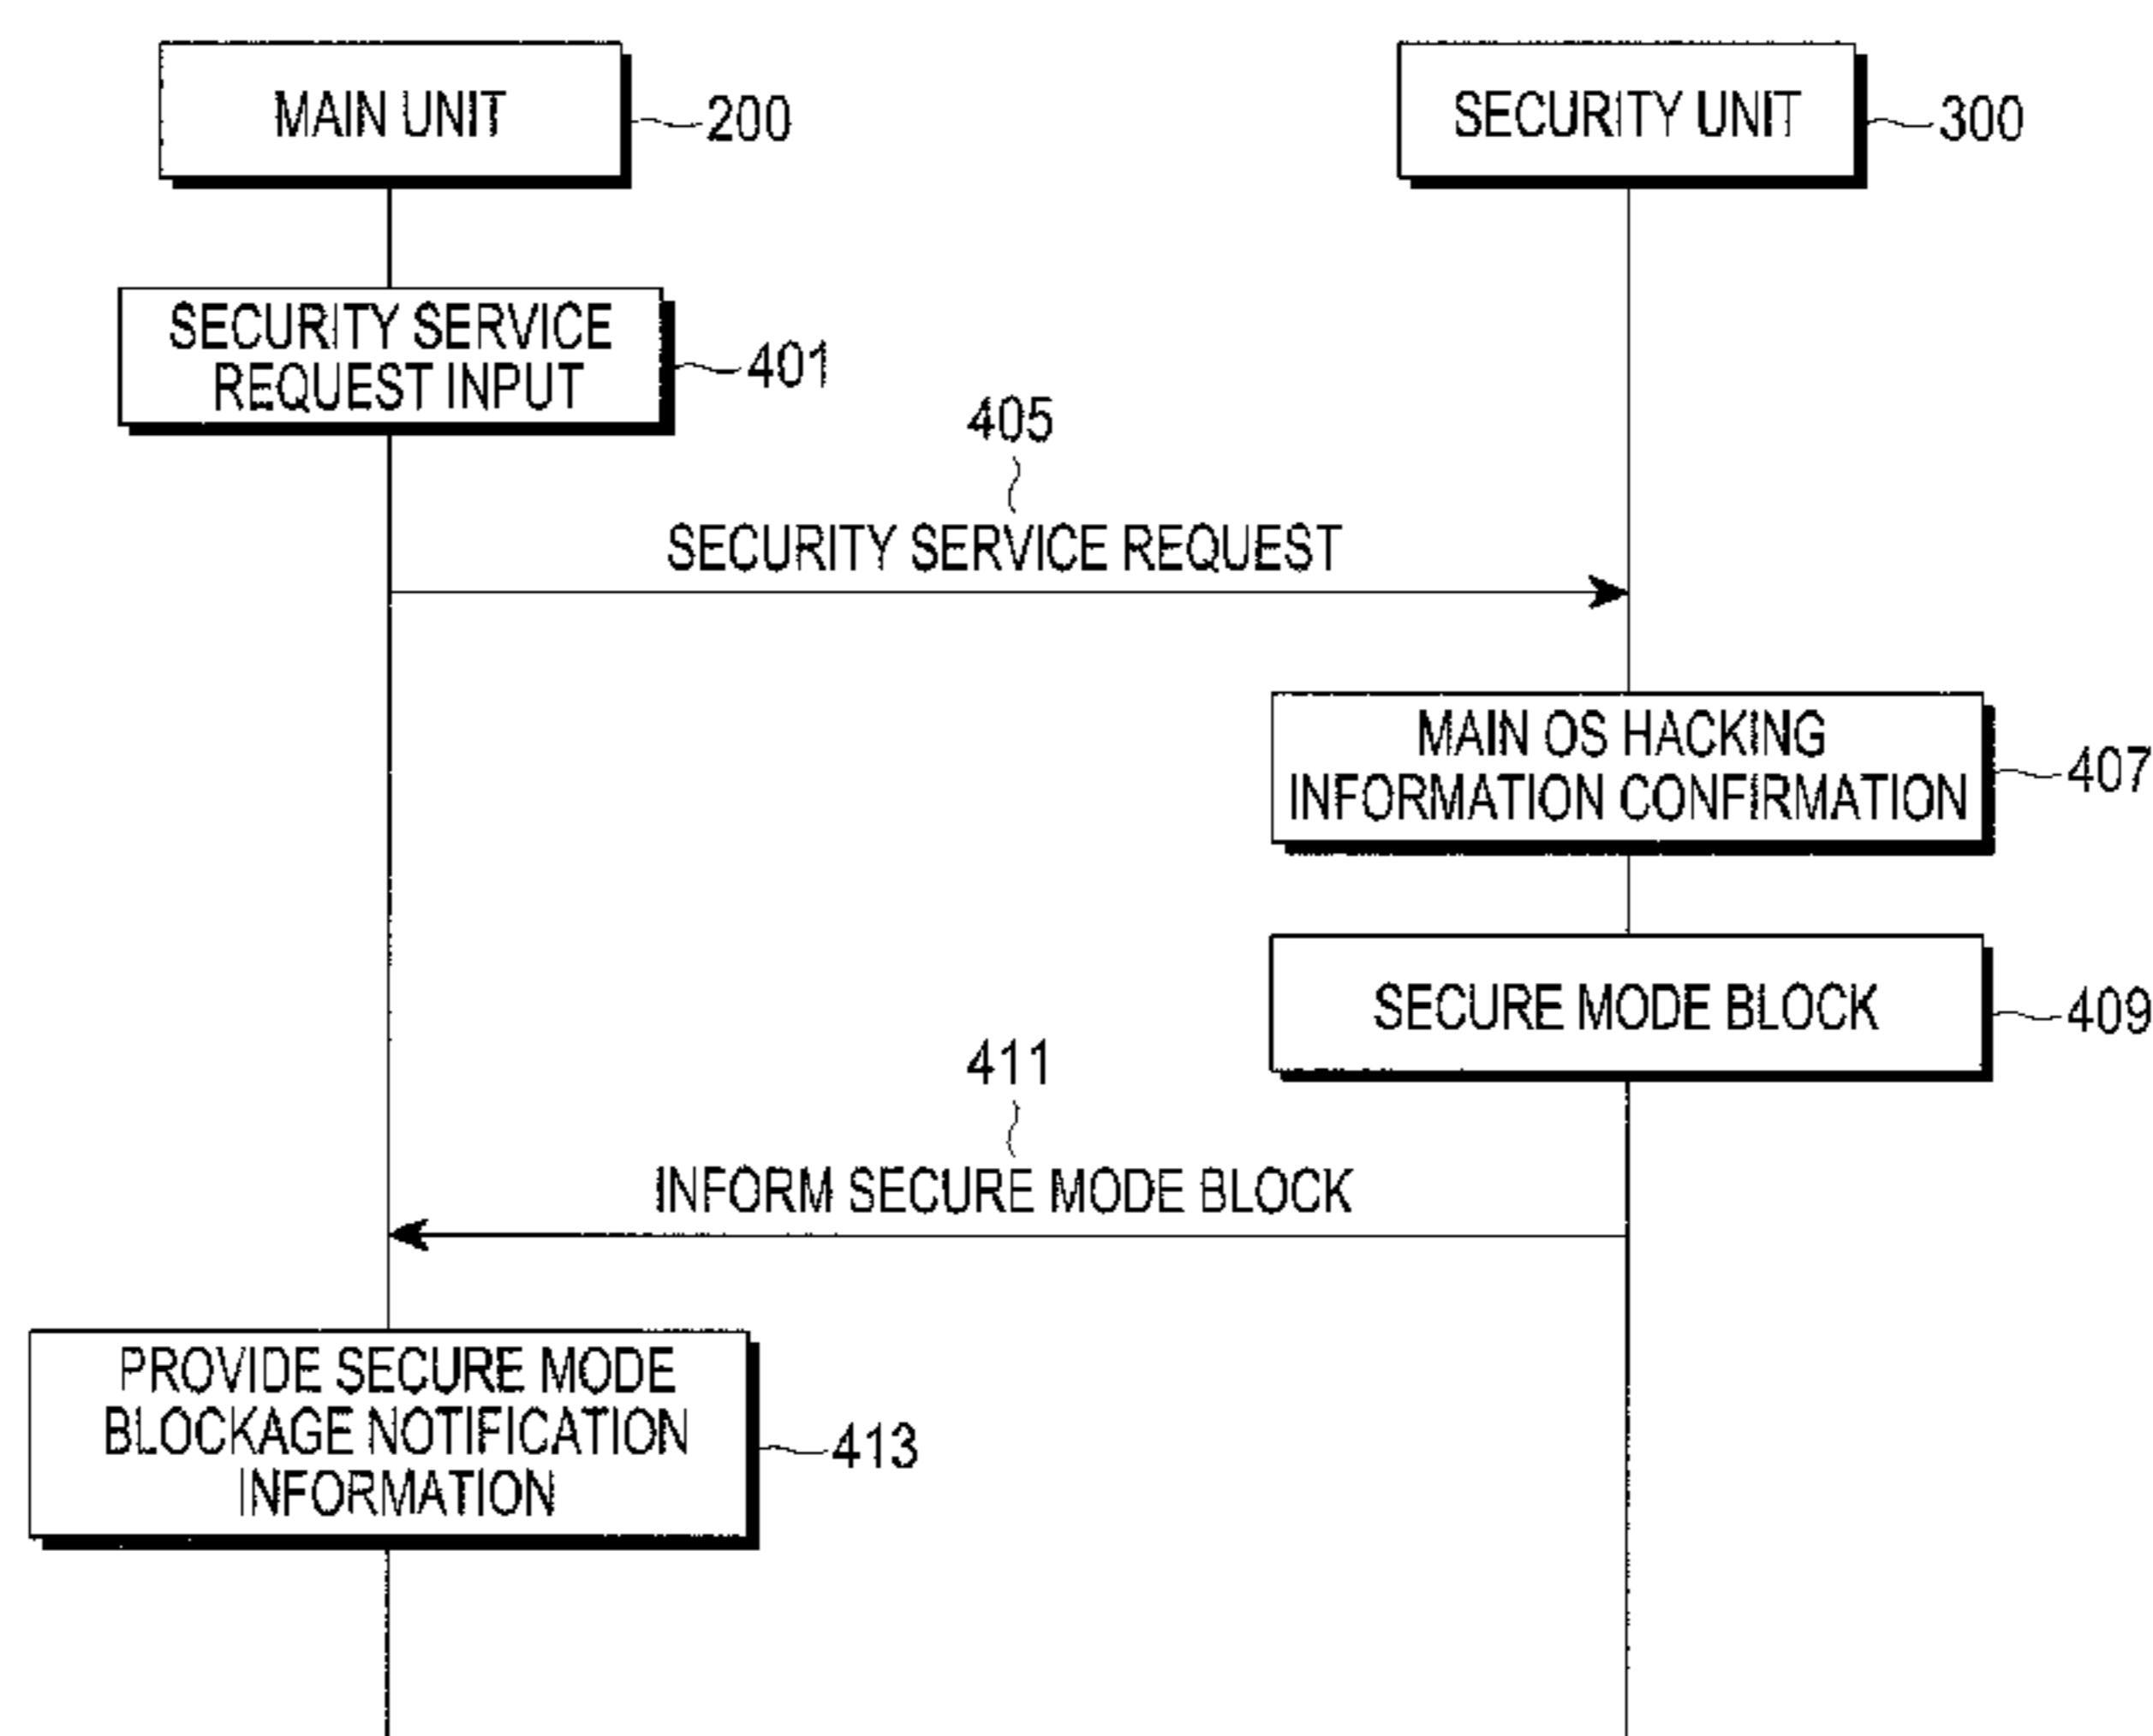 MAIN UNIT
200
SECURITY UNIT
300
SECURITY SERVICE
REQUEST INPUT
401
405
SECURITY SERVICE REQUEST
MAIN OS HACKING
INFORMATION CONFIRMATION
407
SECURE MODE BLOCK
409
411
INFORM SECURE MODE BLOCK
PROVIDE SECURE MODE
BLOCKAGE NOTIFICATION
INFORMATION
413